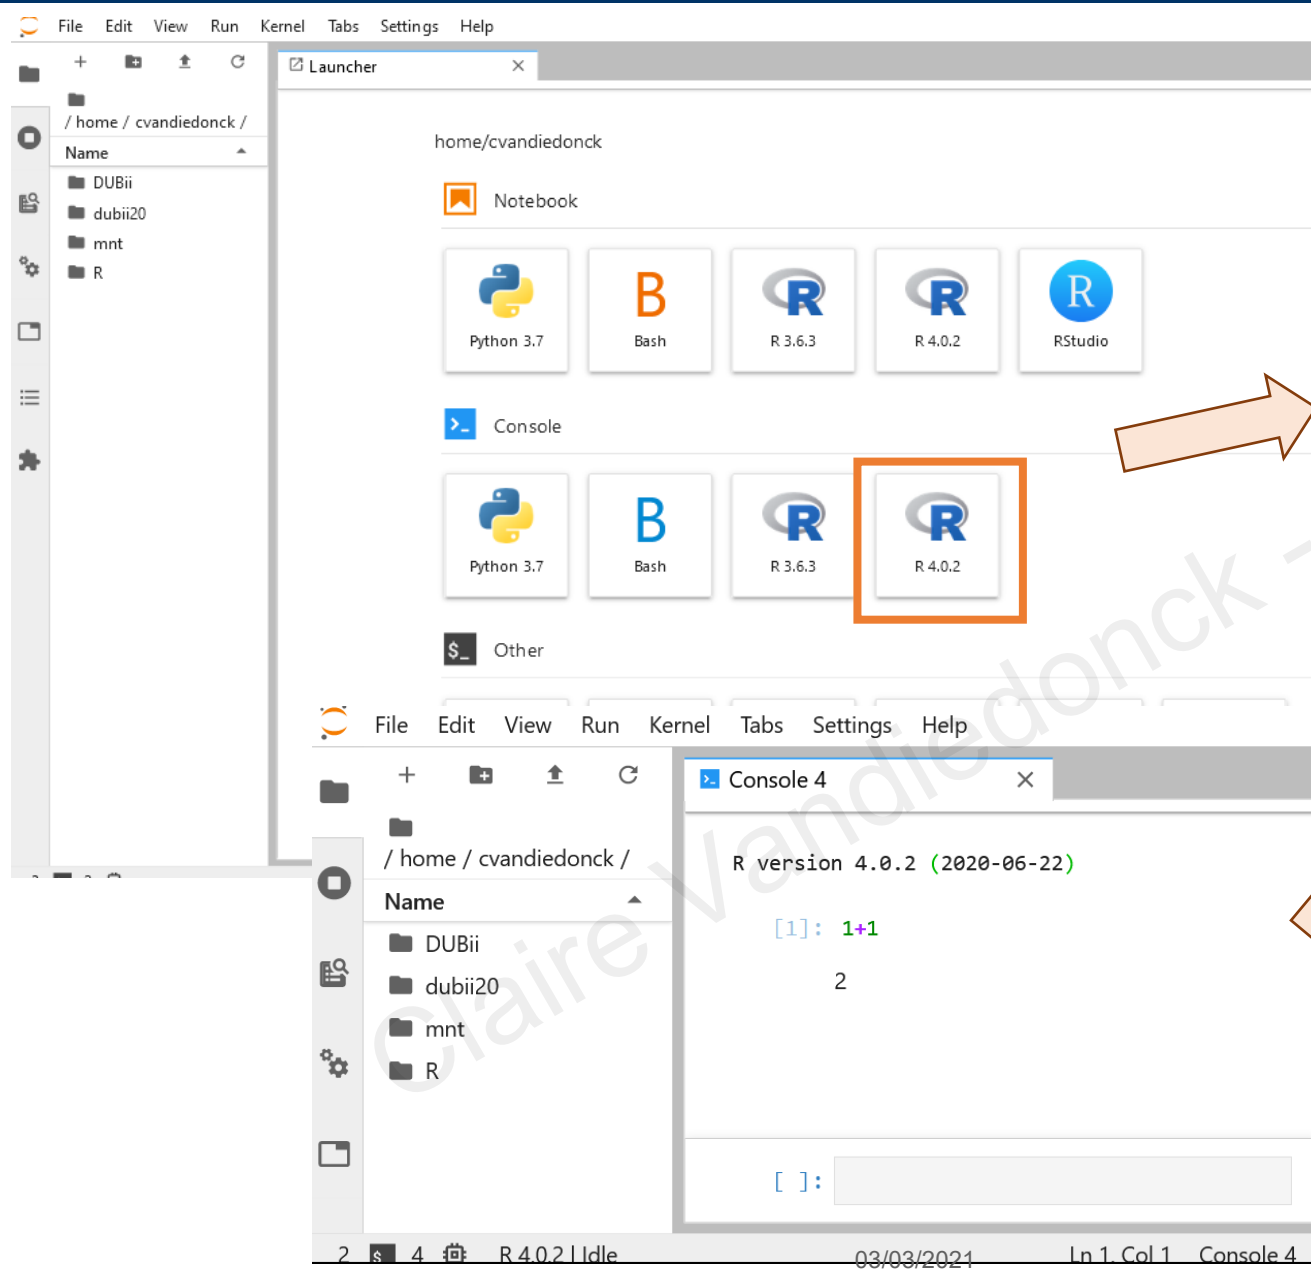 File Edit View Run Kernel Tabs Settings Help
Launcher
/ home / cvandiedonck /
Name
DUBii
dubii20
mnt
R
home/cvandiedonck
Notebook
Python 3.7
Bash
R 3.6.3
R 4.0.2
RStudio
Console
Python 3.7
Bash
R 3.6.3
R 4.0.2
$_ Other
File Edit View Run Kernel Tabs Settings Help
Console 4
/ home / cvandiedonck /
Name
DUBii
dubii20
mnt
R
R version 4.0.2 (2020-06-22)
[1]: 1+1
2
[ ]:
2 $_ 4 R 4.0.2 | Idle
03/03/2021
Ln 1, Col 1 Console 4
Claire Vandiedonck -